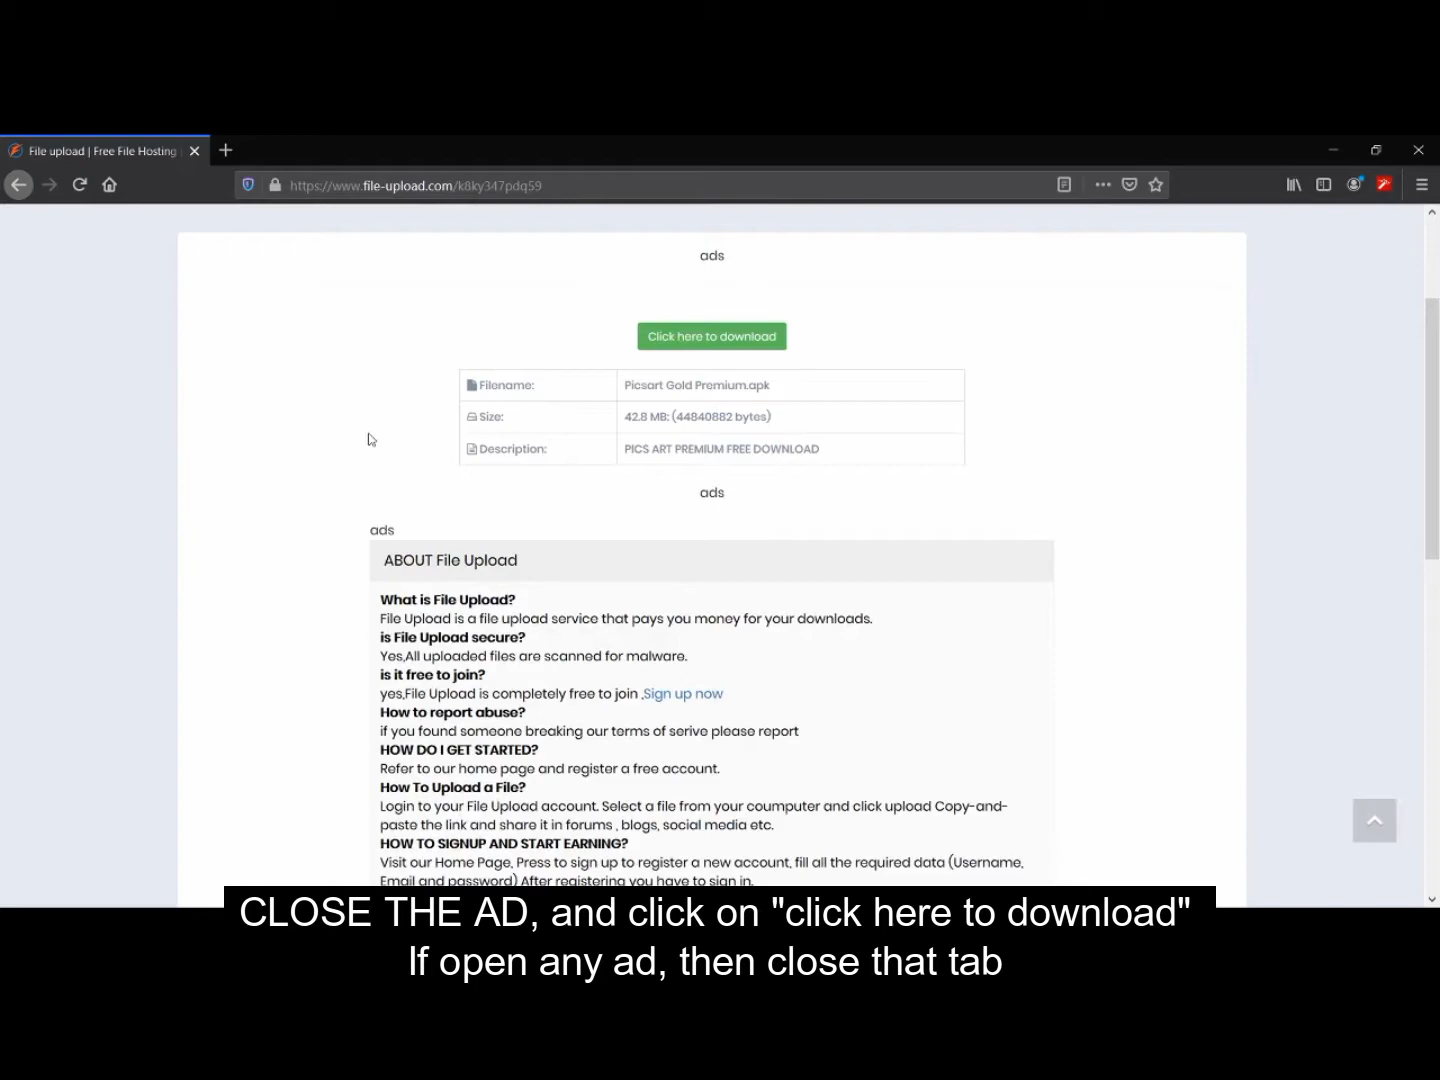 File upload | Free File Hosting
https://www.file-upload.com/k8ky347pdq59
ads
Click here to download
Filename: Picsart Gold Premium.apk
Size: 42.8 MB: (44840882 bytes)
Description: PICS ART PREMIUM FREE DOWNLOAD
ads
ads
ABOUT File Upload
What is File Upload?
File Upload is a file upload service that pays you money for your downloads.
is File Upload secure?
Yes,All uploaded files are scanned for malware.
is it free to join?
yes,File Upload is completely free to join ,Sign up now
How to report abuse?
if you found someone breaking our terms of serive please report
HOW DO I GET STARTED?
Refer to our home page and register a free account.
How To Upload a File?
Login to your File Upload account. Select a file from your coumputer and click upload Copy-and-
paste the link and share it in forums , blogs, social media etc.
HOW TO SIGNUP AND START EARNING?
Visit our Home Page, Press to sign up to register a new account, fill all the required data (Username,
Email and password) After registering you have to sign in.
CLOSE THE AD, and click on "click here to download"
If open any ad, then close that tab